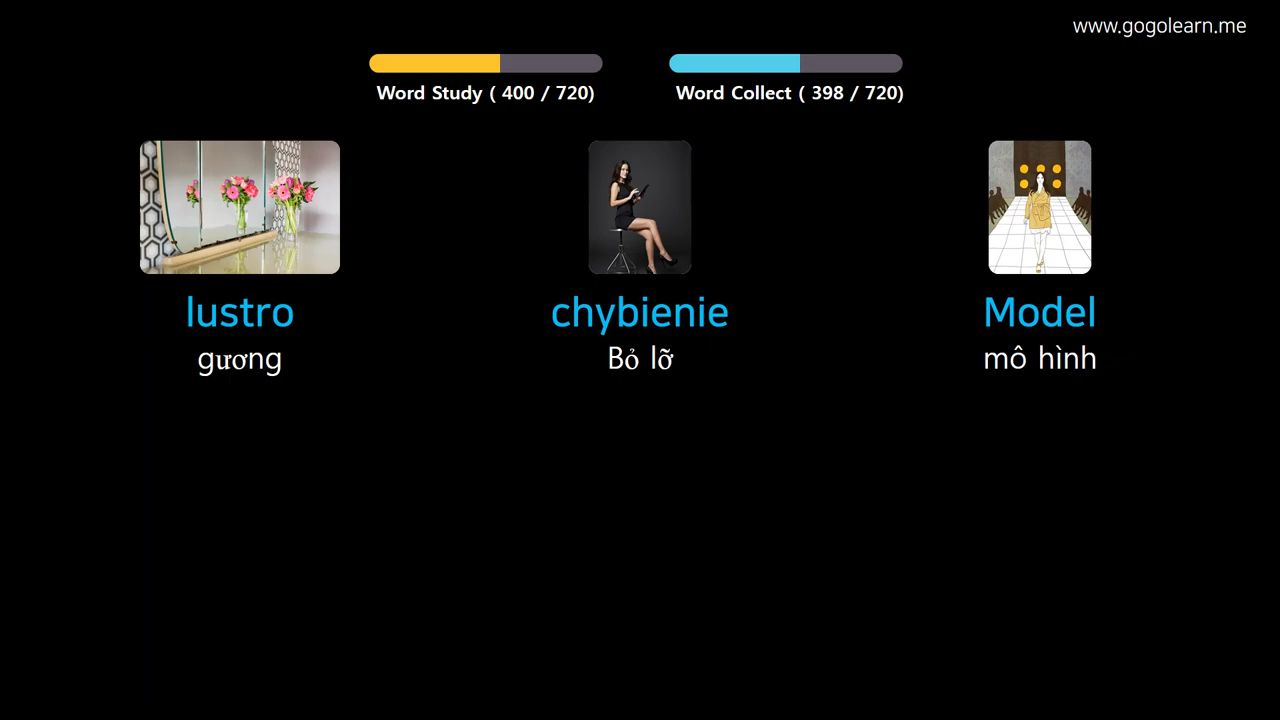 www.gogolearn.me
Word Study ( 400 / 720)
Word Collect ( 398 / 720)
lustro
chybienie
Model
gương
Bỏ lỡ
mô hình